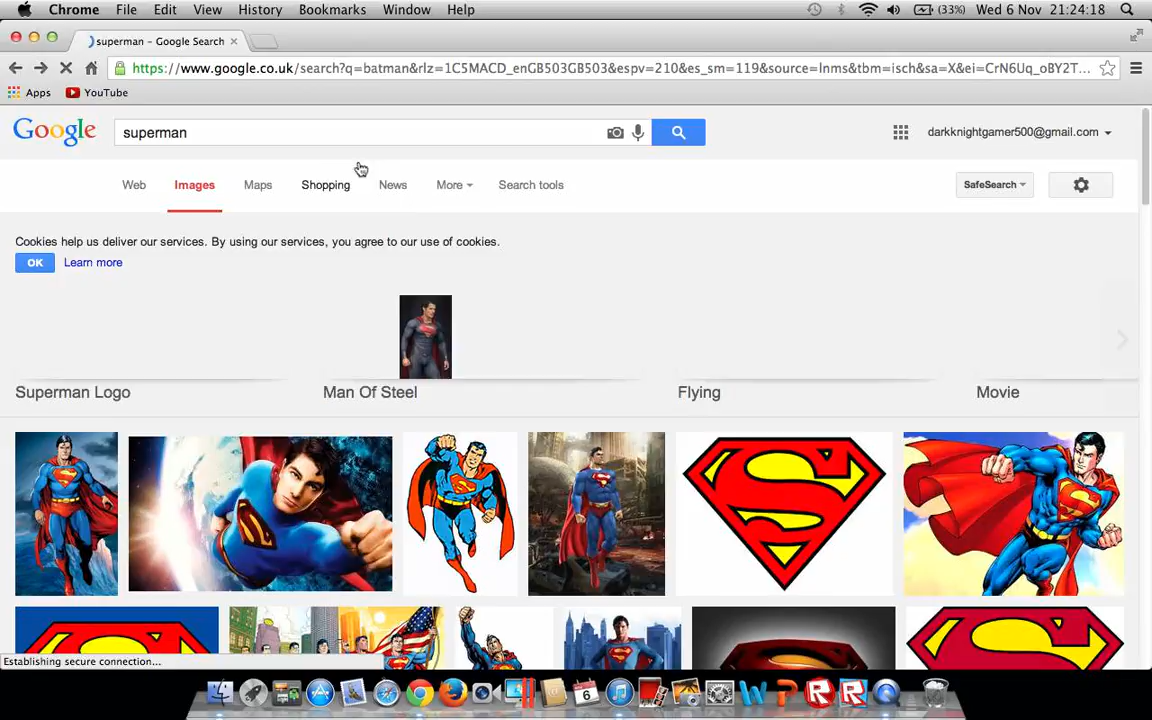 Chrome File Edit View History Bookmarks Window Help (33%) Wed 6 Nov 21:24:18
superman - Google Search
https://www.google.co.uk/search?q=batman&rlz=1C5MACD_enGB503GB503&espv=210&es_sm=119&source=lnms&tbm=isch&sa=X&ei=CrN6Uq_oBY2T...
Apps YouTube
Google superman darkknightgamer500@gmail.com
Web Images Maps Shopping News More Search tools SafeSearch
Cookies help us deliver our services. By using our services, you agree to our use of cookies.
OK Learn more
Superman Logo Man Of Steel Flying Movie
Establishing secure connection...